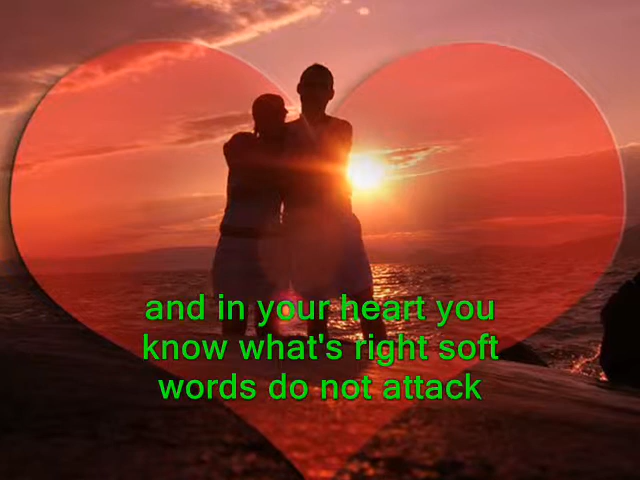 and in your heart you
know what's right soft
words do not attack